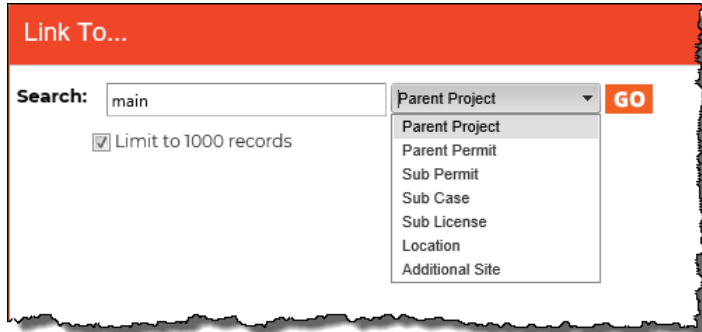 Link To...
Search: main Parent Project GO
Limit to 1000 records
Parent Project
Parent Permit
Sub Permit
Sub Case
Sub License
Location
Additional Site